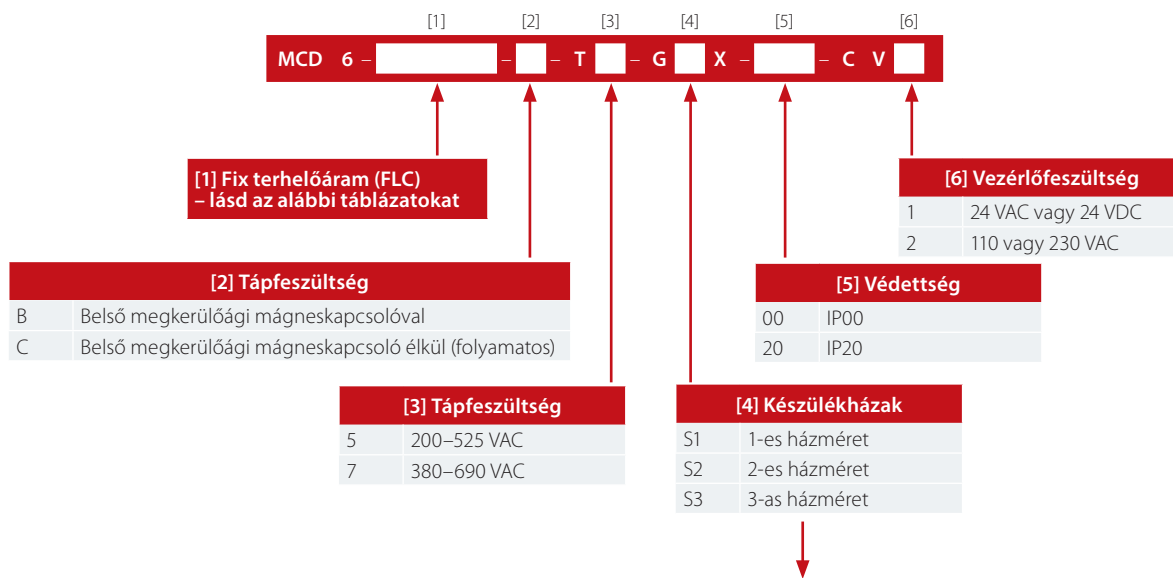 [1] [2] [3] [4] [5] [6]
MCD 6 – – – T – G X – – C V
[1] Fix terhelőáram (FLC)
– lásd az alábbi táblázatokat
[6] Vezérlőfeszültség
1 24 VAC vagy 24 VDC
2 110 vagy 230 VAC
[2] Tápfeszültség
B Belső megkerülőági mágneskapcsolóval
C Belső megkerülőági mágneskapcsoló élkül (folyamatos)
[5] Védettség
00 IP00
20 IP20
[3] Tápfeszültség
5 200–525 VAC
7 380–690 VAC
[4] Készülékházak
S1 1-es házméret
S2 2-es házméret
S3 3-as házméret